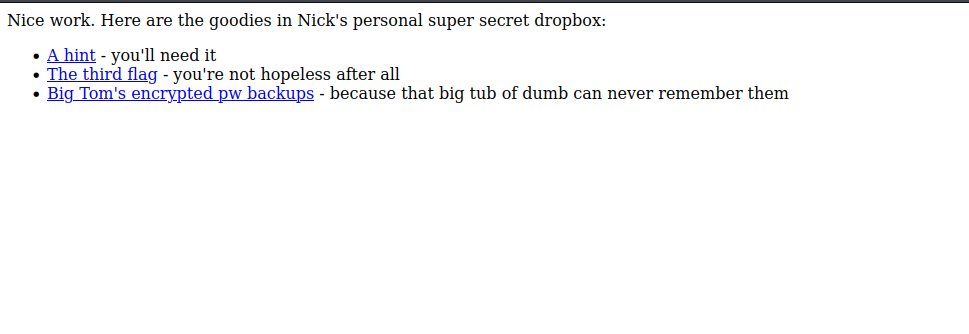 Nice work. Here are the goodies in Nick's personal super secret dropbox:
• A hint - you'll need it
• The third flag - you're not hopeless after all
• Big Tom's encrypted pw backups - because that big tub of dumb can never remember them